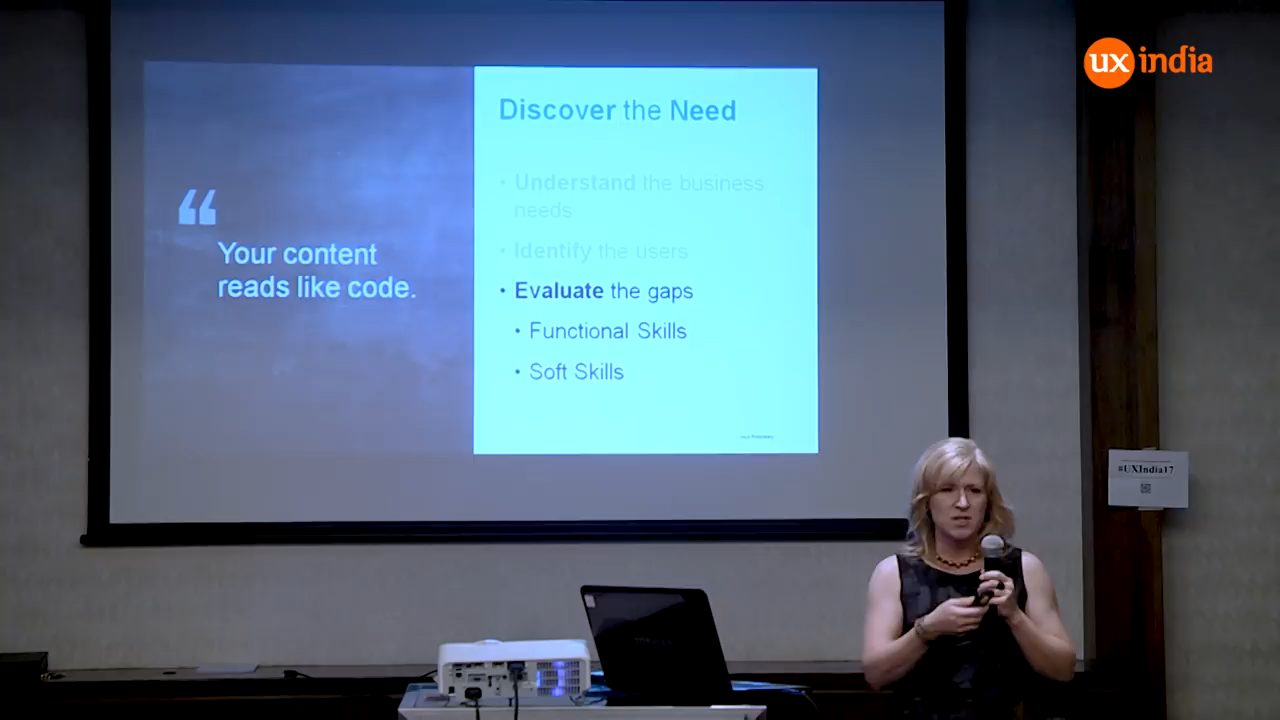 ux india
Discover the Need
• Understand the business
needs
• Identify the users
“
Your content
reads like code.
• Evaluate the gaps
• Functional Skills
• Soft Skills
#UXIndia17